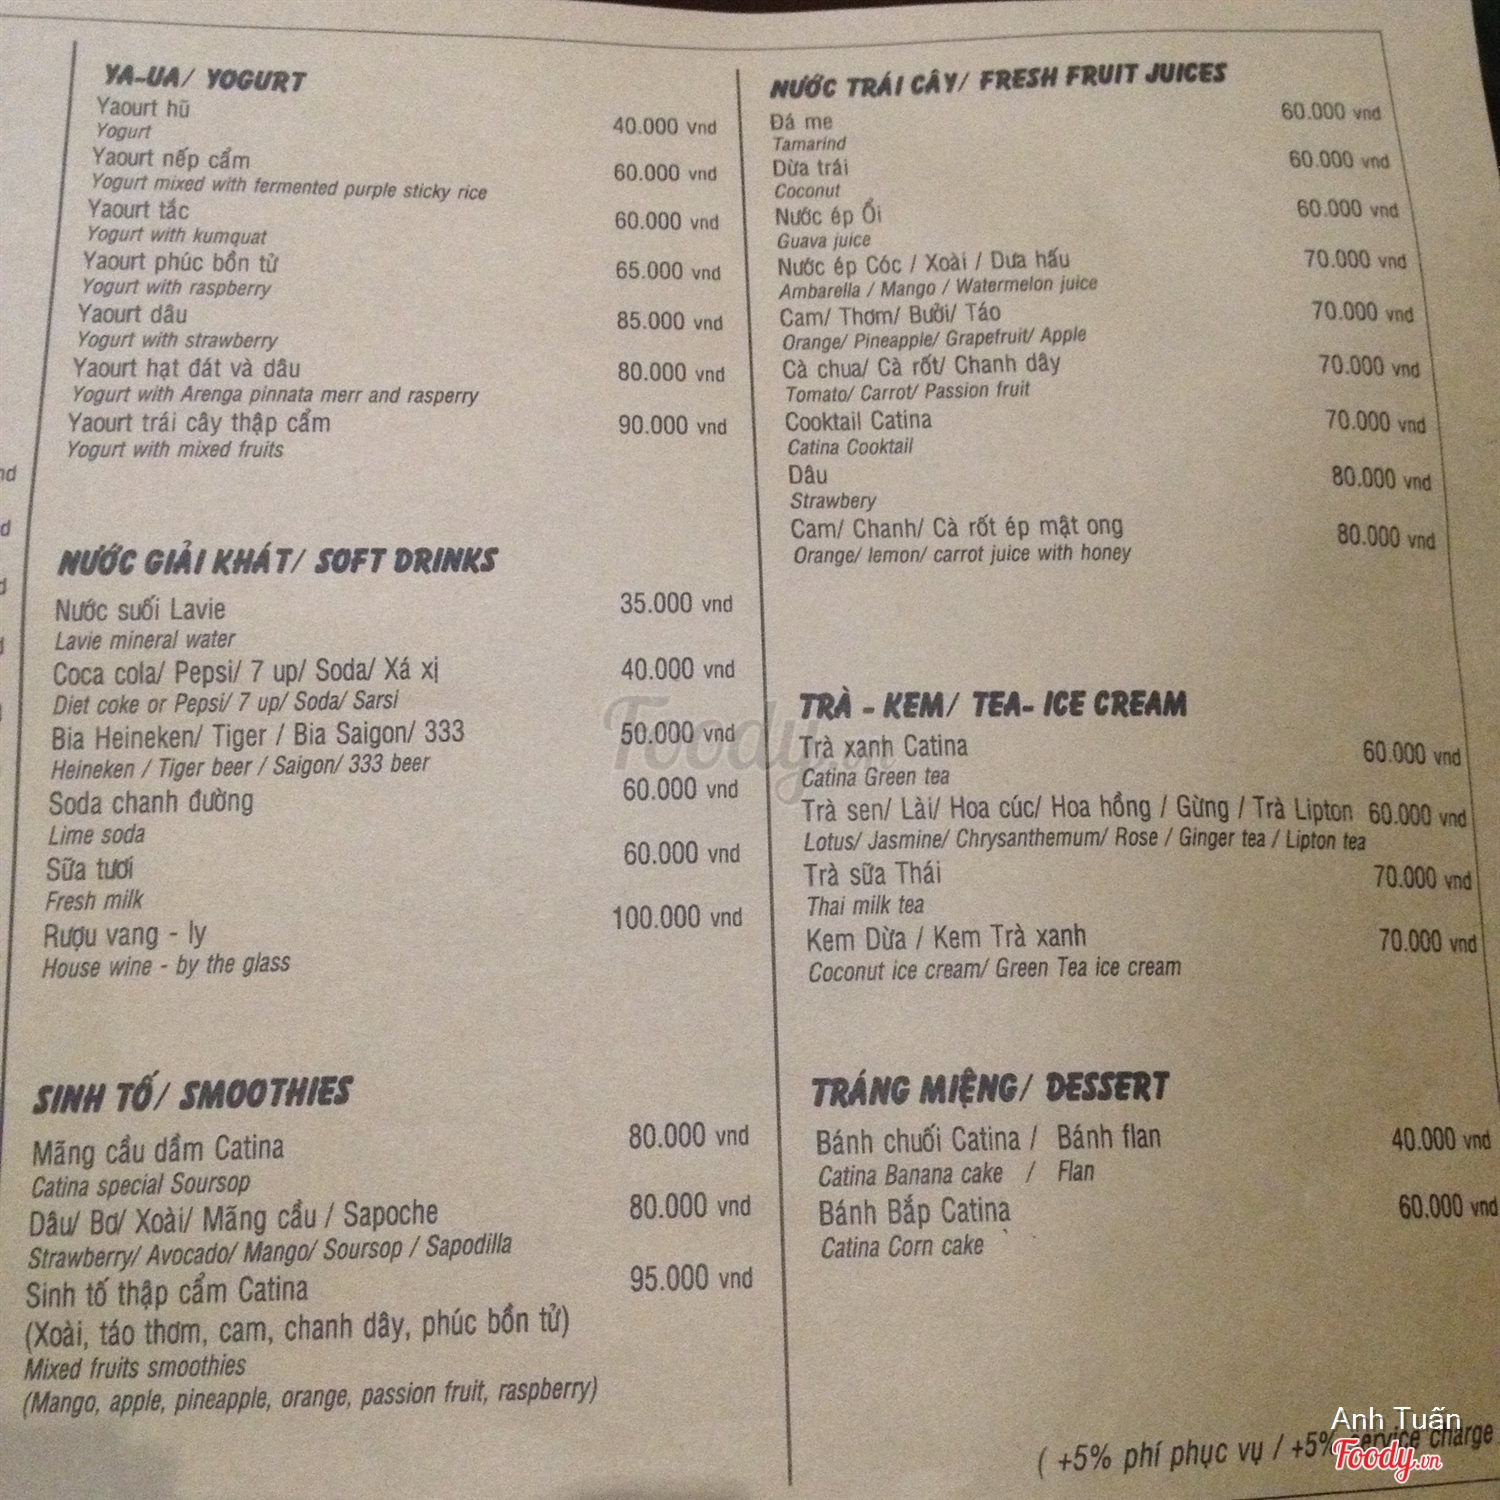 YA-UA/ YOGURT
Yaourt hũ 40.000 vnd
Yogurt
Yaourt nếp cẩm 60.000 vnd
Yogurt mixed with fermented purple sticky rice
Yaourt tắc 60.000 vnd
Yogurt with kumquat
Yaourt phúc bồn tử 65.000 vnd
Yogurt with raspberry
Yaourt dâu 85.000 vnd
Yogurt with strawberry
Yaourt hạt đát và dâu 80.000 vnd
Yogurt with Arenga pinnata merr and rasperry
Yaourt trái cây thập cẩm 90.000 vnd
Yogurt with mixed fruits
NƯỚC GIẢI KHÁT/ SOFT DRINKS
Nước suối Lavie 35.000 vnd
Lavie mineral water
Coca cola/ Pepsi/ 7 up/ Soda/ Xá xị 40.000 vnd
Diet coke or Pepsi/ 7 up/ Soda/ Sarsi
Bia Heineken/ Tiger / Bia Saigon/ 333 50.000 vnd
Heineken / Tiger beer / Saigon/ 333 beer
Soda chanh đường 60.000 vnd
Lime soda
Sữa tươi 60.000 vnd
Fresh milk
Rượu vang - ly 100.000 vnd
House wine - by the glass
SINH TỐ/ SMOOTHIES
Mãng cầu dầm Catina 80.000 vnd
Catina special Soursop
Dâu/ Bơ/ Xoài/ Mãng cầu / Sapoche 80.000 vnd
Strawberry/ Avocado/ Mango/ Soursop / Sapodilla
Sinh tố thập cẩm Catina 95.000 vnd
(Xoài, táo thơm, cam, chanh dây, phúc bồn tử)
Mixed fruits smoothies
(Mango, apple, pineapple, orange, passion fruit, raspberry)
NƯỚC TRÁI CÂY/ FRESH FRUIT JUICES
Đá me 60.000 vnd
Tamarind
Dừa trái 60.000 vnd
Coconut
Nước ép Ổi 60.000 vnd
Guava juice
Nước ép Cóc / Xoài / Dưa hấu 70.000 vnd
Ambarella / Mango / Watermelon juice
Cam/ Thơm/ Bưởi/ Táo 70.000 vnd
Orange/ Pineapple/ Grapefruit/ Apple
Cà chua/ Cà rốt/ Chanh dây 70.000 vnd
Tomato/ Carrot/ Passion fruit
Cooktail Catina 70.000 vnd
Catina Cooktail
Dâu 80.000 vnd
Strawbery
Cam/ Chanh/ Cà rốt ép mật ong 80.000 vnd
Orange/ lemon/ carrot juice with honey
TRÀ - KEM/ TEA- ICE CREAM
Trà xanh Catina 60.000 vnd
Catina Green tea
Trà sen/ Lài/ Hoa cúc/ Hoa hồng / Gừng / Trà Lipton 60.000 vnd
Lotus/ Jasmine/ Chrysanthemum/ Rose / Ginger tea / Lipton tea
Trà sữa Thái 70.000 vnd
Thai milk tea
Kem Dừa / Kem Trà xanh 70.000 vnd
Coconut ice cream/ Green Tea ice cream
TRÁNG MIỆNG/ DESSERT
Bánh chuối Catina / Bánh flan 40.000 vnd
Catina Banana cake / Flan
Bánh Bắp Catina 60.000 vnd
Catina Corn cake
( +5% phí phục vụ / +5% service charge
Foody.vn
Anh Tuấn
Foody.vn